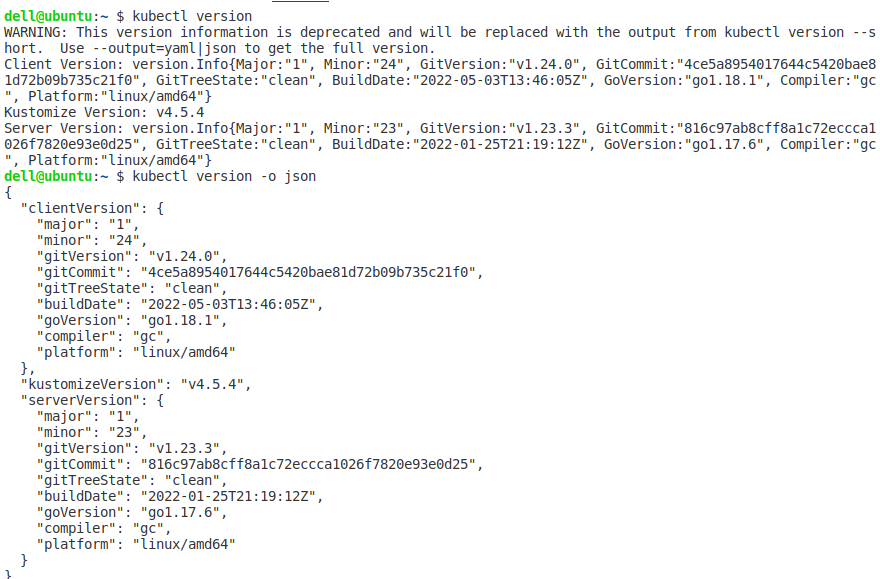 dell@ubuntu:~ $ kubectl version
WARNING: This version information is deprecated and will be replaced with the output from kubectl version --s
hort.  Use --output=yaml|json to get the full version.
Client Version: version.Info{Major:"1", Minor:"24", GitVersion:"v1.24.0", GitCommit:"4ce5a8954017644c5420bae8
1d72b09b735c21f0", GitTreeState:"clean", BuildDate:"2022-05-03T13:46:05Z", GoVersion:"go1.18.1", Compiler:"gc
", Platform:"linux/amd64"}
Kustomize Version: v4.5.4
Server Version: version.Info{Major:"1", Minor:"23", GitVersion:"v1.23.3", GitCommit:"816c97ab8cff8a1c72eccca1
026f7820e93e0d25", GitTreeState:"clean", BuildDate:"2022-01-25T21:19:12Z", GoVersion:"go1.17.6", Compiler:"gc
", Platform:"linux/amd64"}
dell@ubuntu:~ $ kubectl version -o json
{
  "clientVersion": {
    "major": "1",
    "minor": "24",
    "gitVersion": "v1.24.0",
    "gitCommit": "4ce5a8954017644c5420bae81d72b09b735c21f0",
    "gitTreeState": "clean",
    "buildDate": "2022-05-03T13:46:05Z",
    "goVersion": "go1.18.1",
    "compiler": "gc",
    "platform": "linux/amd64"
  },
  "kustomizeVersion": "v4.5.4",
  "serverVersion": {
    "major": "1",
    "minor": "23",
    "gitVersion": "v1.23.3",
    "gitCommit": "816c97ab8cff8a1c72eccca1026f7820e93e0d25",
    "gitTreeState": "clean",
    "buildDate": "2022-01-25T21:19:12Z",
    "goVersion": "go1.17.6",
    "compiler": "gc",
    "platform": "linux/amd64"
  }
}